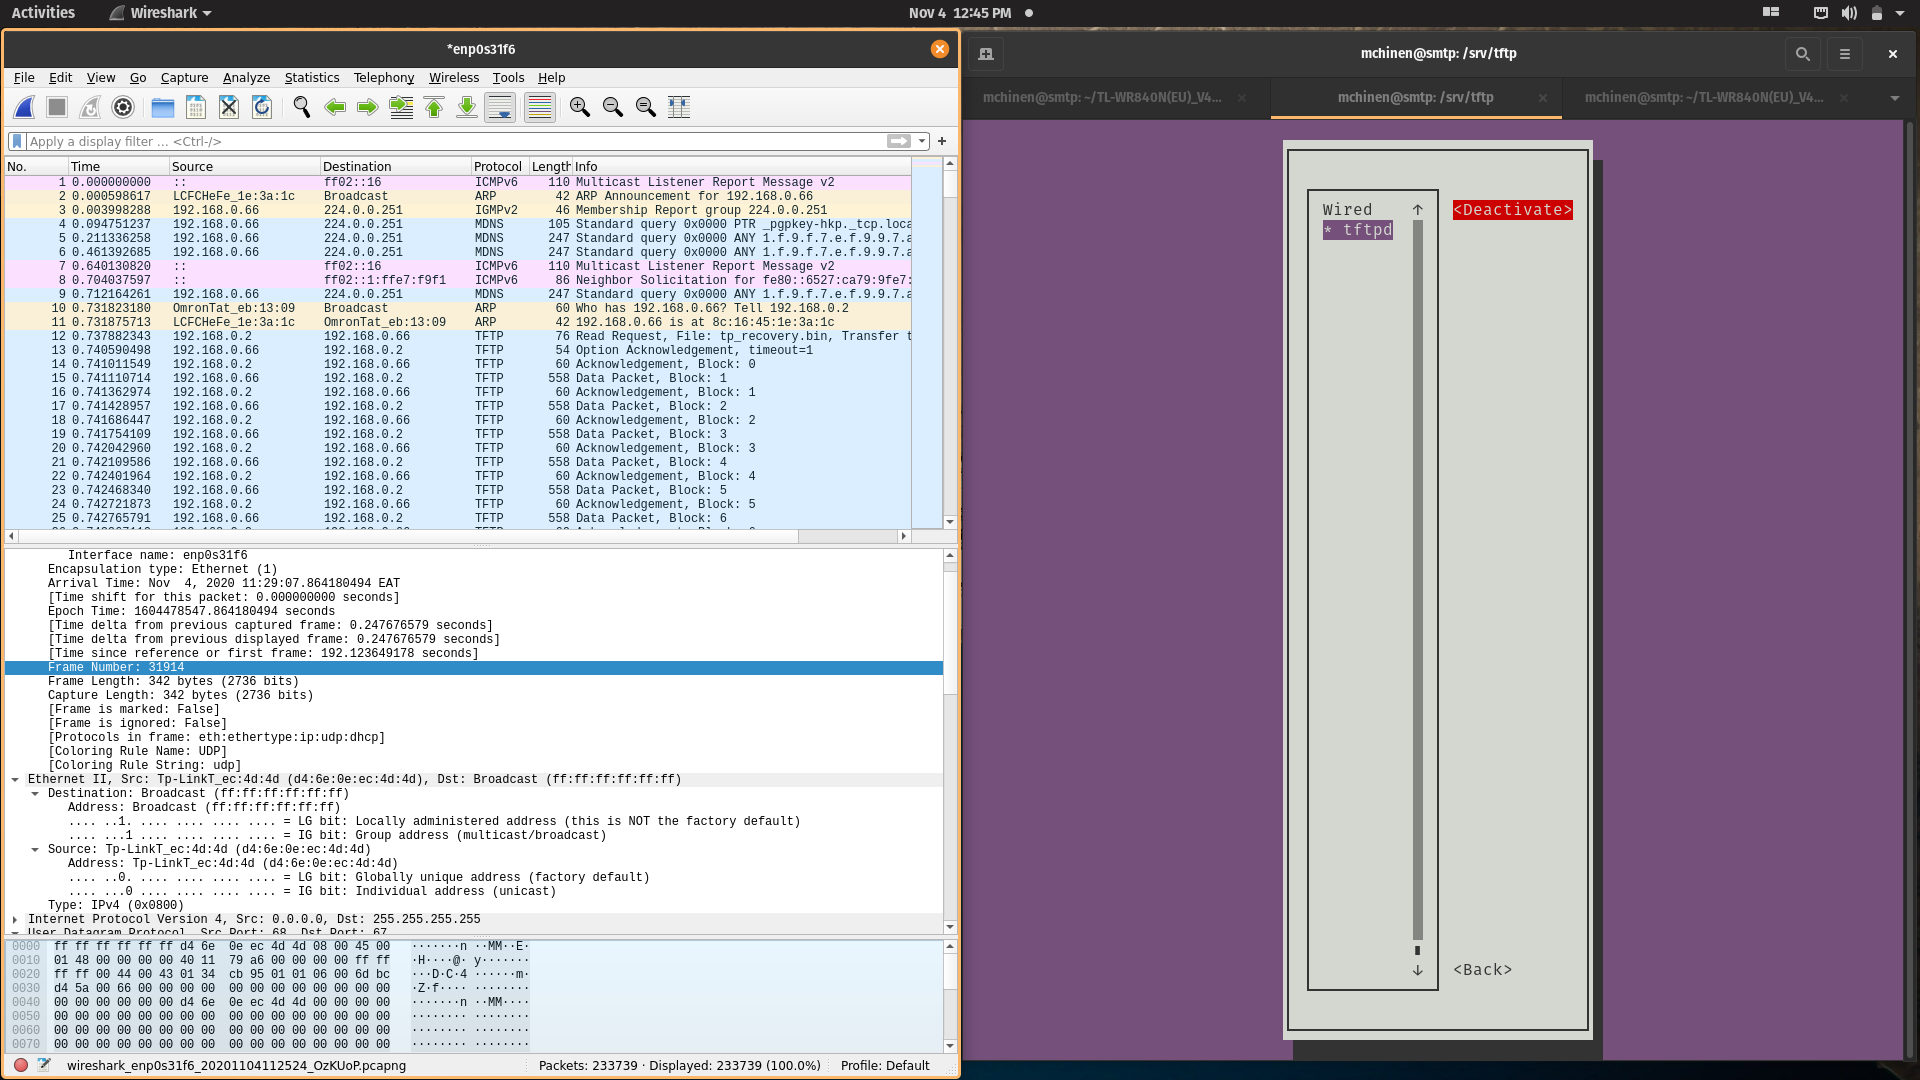 Activities Wireshark Nov 4 12:45 PM
*enp0s31f6
File Edit View Go Capture Analyze Statistics Telephony Wireless Tools Help
Apply a display filter ... <Ctrl-/>
No. Time Source Destination Protocol Length Info
1 0.000000000 :: ff02::16 ICMPv6 110 Multicast Listener Report Message v2
2 0.000598617 LCFCHeFe_1e:3a:1c Broadcast ARP 42 ARP Announcement for 192.168.0.66
3 0.003998288 192.168.0.66 224.0.0.251 IGMPv2 46 Membership Report group 224.0.0.251
4 0.094751237 192.168.0.66 224.0.0.251 MDNS 105 Standard query 0x0000 PTR _pgpkey-hkp._tcp.loca
5 0.211336258 192.168.0.66 224.0.0.251 MDNS 247 Standard query 0x0000 ANY 1.f.9.f.7.e.f.9.9.7.a
6 0.461392685 192.168.0.66 224.0.0.251 MDNS 247 Standard query 0x0000 ANY 1.f.9.f.7.e.f.9.9.7.a
7 0.640130820 :: ff02::16 ICMPv6 110 Multicast Listener Report Message v2
8 0.704037597 :: ff02::1:ffe7:f9f1 ICMPv6 86 Neighbor Solicitation for fe80::6527:ca79:9fe7:
9 0.712164261 192.168.0.66 224.0.0.251 MDNS 247 Standard query 0x0000 ANY 1.f.9.f.7.e.f.9.9.7.a
10 0.731823180 OmronTat_eb:13:09 Broadcast ARP 60 Who has 192.168.0.66? Tell 192.168.0.2
11 0.731875713 LCFCHeFe_1e:3a:1c OmronTat_eb:13:09 ARP 42 192.168.0.66 is at 8c:16:45:1e:3a:1c
12 0.737882343 192.168.0.2 192.168.0.66 TFTP 76 Read Request, File: tp_recovery.bin, Transfer t
13 0.740590498 192.168.0.66 192.168.0.2 TFTP 54 Option Acknowledgement, timeout=1
14 0.741011549 192.168.0.2 192.168.0.66 TFTP 60 Acknowledgement, Block: 0
15 0.741110714 192.168.0.66 192.168.0.2 TFTP 558 Data Packet, Block: 1
16 0.741362974 192.168.0.2 192.168.0.66 TFTP 60 Acknowledgement, Block: 1
17 0.741428957 192.168.0.66 192.168.0.2 TFTP 558 Data Packet, Block: 2
18 0.741686447 192.168.0.2 192.168.0.66 TFTP 60 Acknowledgement, Block: 2
19 0.741754109 192.168.0.66 192.168.0.2 TFTP 558 Data Packet, Block: 3
20 0.742042960 192.168.0.2 192.168.0.66 TFTP 60 Acknowledgement, Block: 3
21 0.742109586 192.168.0.66 192.168.0.2 TFTP 558 Data Packet, Block: 4
22 0.742401964 192.168.0.2 192.168.0.66 TFTP 60 Acknowledgement, Block: 4
23 0.742468340 192.168.0.66 192.168.0.2 TFTP 558 Data Packet, Block: 5
24 0.742721873 192.168.0.2 192.168.0.66 TFTP 60 Acknowledgement, Block: 5
25 0.742765791 192.168.0.66 192.168.0.2 TFTP 558 Data Packet, Block: 6
Interface name: enp0s31f6
Encapsulation type: Ethernet (1)
Arrival Time: Nov  4, 2020 11:29:07.864180494 EAT
[Time shift for this packet: 0.000000000 seconds]
Epoch Time: 1604478547.864180494 seconds
[Time delta from previous captured frame: 0.247676579 seconds]
[Time delta from previous displayed frame: 0.247676579 seconds]
[Time since reference or first frame: 192.123649178 seconds]
Frame Number: 31914
Frame Length: 342 bytes (2736 bits)
Capture Length: 342 bytes (2736 bits)
[Frame is marked: False]
[Frame is ignored: False]
[Protocols in frame: eth:ethertype:ip:udp:dhcp]
[Coloring Rule Name: UDP]
[Coloring Rule String: udp]
Ethernet II, Src: Tp-LinkT_ec:4d:4d (d4:6e:0e:ec:4d:4d), Dst: Broadcast (ff:ff:ff:ff:ff:ff)
Destination: Broadcast (ff:ff:ff:ff:ff:ff)
Address: Broadcast (ff:ff:ff:ff:ff:ff)
.... ..1. .... .... .... .... = LG bit: Locally administered address (this is NOT the factory default)
.... ...1 .... .... .... .... = IG bit: Group address (multicast/broadcast)
Source: Tp-LinkT_ec:4d:4d (d4:6e:0e:ec:4d:4d)
Address: Tp-LinkT_ec:4d:4d (d4:6e:0e:ec:4d:4d)
.... ..0. .... .... .... .... = LG bit: Globally unique address (factory default)
.... ...0 .... .... .... .... = IG bit: Individual address (unicast)
Type: IPv4 (0x0800)
Internet Protocol Version 4, Src: 0.0.0.0, Dst: 255.255.255.255
User Datagram Protocol, Src Port: 68, Dst Port: 67
0000 ff ff ff ff ff ff d4 6e 0e ec 4d 4d 08 00 45 00 ·······n ··MM··E·
0010 01 48 00 00 00 00 40 11 79 a6 00 00 00 00 ff ff ·H····@· y·······
0020 ff ff 00 44 00 43 01 34 cb 95 01 01 06 00 6d bc ···D·C·4 ······m·
0030 d4 5a 00 66 00 00 00 00 00 00 00 00 00 00 00 00 ·Z·f···· ········
0040 00 00 00 00 00 00 d4 6e 0e ec 4d 4d 00 00 00 00 ·······n ··MM····
0050 00 00 00 00 00 00 00 00 00 00 00 00 00 00 00 00 ········ ········
0060 00 00 00 00 00 00 00 00 00 00 00 00 00 00 00 00 ········ ········
0070 00 00 00 00 00 00 00 00 00 00 00 00 00 00 00 00 ········ ········
wireshark_enp0s31f6_20201104112524_OzKUoP.pcapng Packets: 233739 · Displayed: 233739 (100.0%) Profile: Default
mchinen@smtp: /srv/tftp
mchinen@smtp: ~/TL-WR840N(EU)_V4... mchinen@smtp: /srv/tftp mchinen@smtp: ~/TL-WR840N(EU)_V4...
Wired ↑ <Deactivate>
* tftpd
↓ <Back>